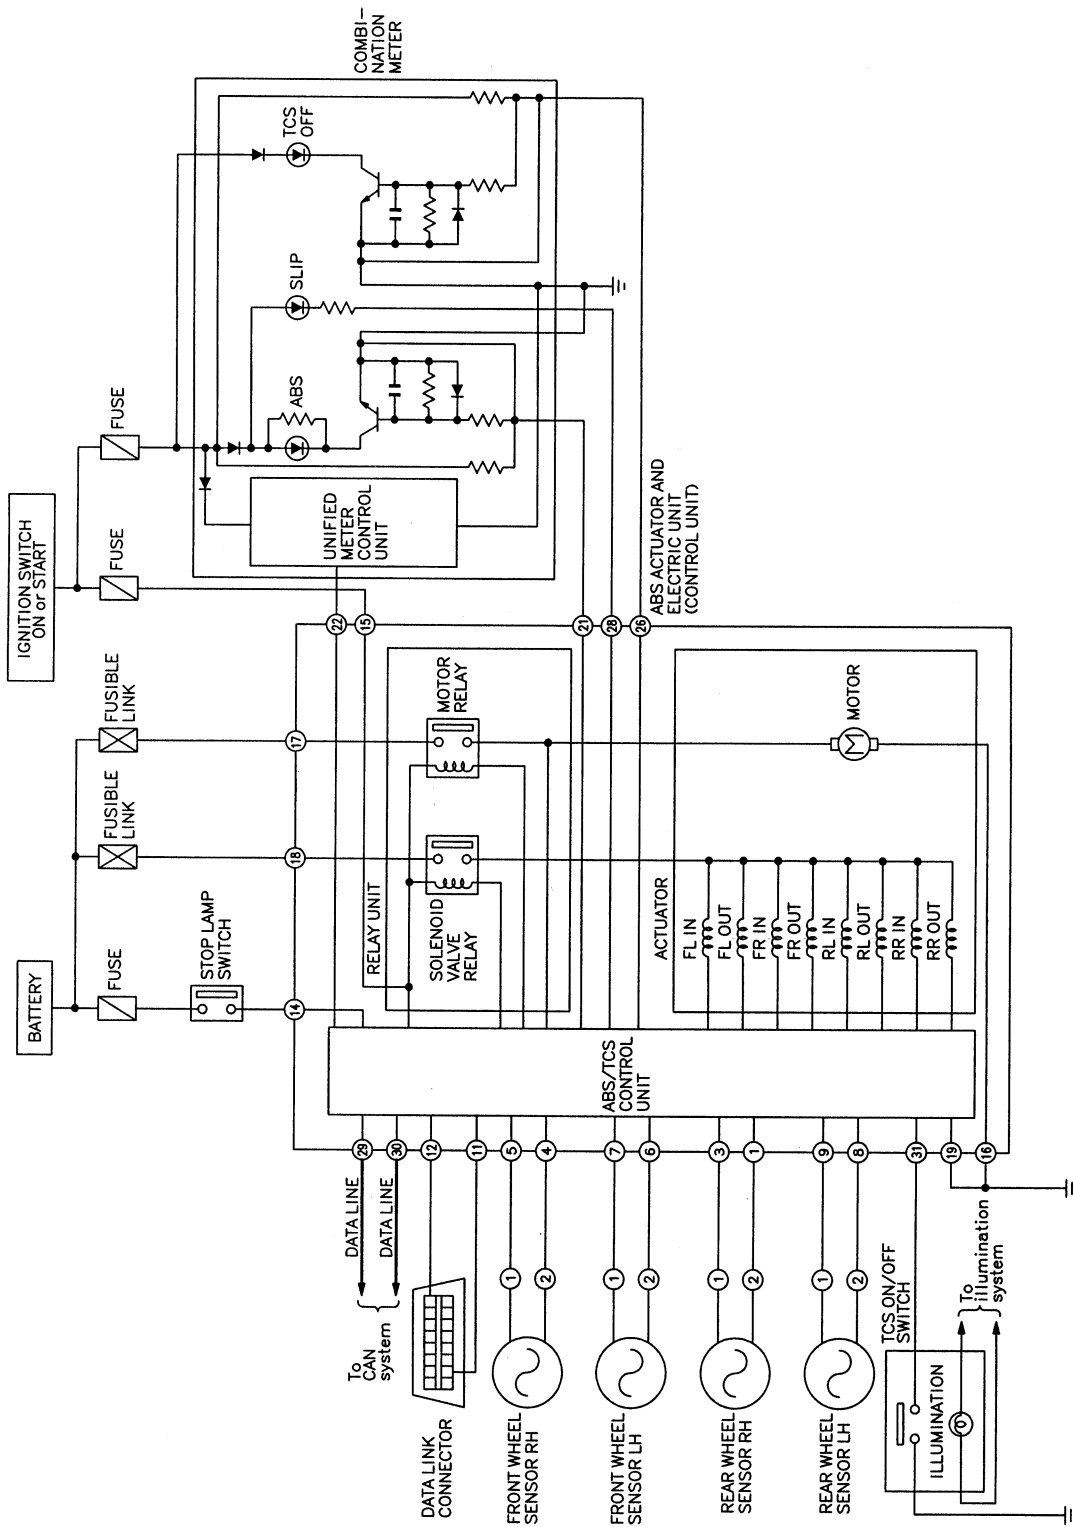 BATTERY
IGNITION SWITCH
ON or START
FUSE
FUSIBLE
LINK
FUSIBLE
LINK
FUSE
FUSE
STOP LAMP
SWITCH
COMBI-
NATION
METER
UNIFIED
METER CONTROL
UNIT
ABS
SLIP
TCS
OFF
14
18
17
22
15
21
28
26
ABS ACTUATOR AND
ELECTRIC UNIT
(CONTROL UNIT)
RELAY UNIT
SOLENOID
VALVE
RELAY
MOTOR
RELAY
ACTUATOR
FL IN
FL OUT
FR IN
FR OUT
RL IN
RL OUT
RR IN
RR OUT
MOTOR
M
ABS/TCS
CONTROL
UNIT
29
30
12
11
5
4
7
6
3
1
9
8
31
19
16
DATA LINE
DATA LINE
To
CAN
system
DATA LINK
CONNECTOR
1
2
FRONT WHEEL
SENSOR RH
1
2
FRONT WHEEL
SENSOR LH
1
2
REAR WHEEL
SENSOR RH
1
2
REAR WHEEL
SENSOR LH
TCS ON/OFF
SWITCH
ILLUMINATION
To
illumination
system